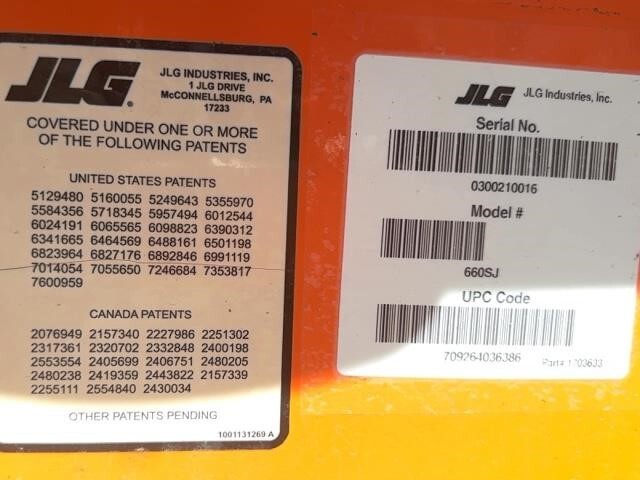 JLG
JLG INDUSTRIES, INC.
1 JLG DRIVE
McCONNELLSBURG, PA
17233
COVERED UNDER ONE OR MORE
OF THE FOLLOWING PATENTS
UNITED STATES PATENTS
5129480 5160055 5249643 5355970
5584356 5718345 5957494 6012544
6024191 6065565 6098823 6390312
6341665 6464569 6488161 6501198
6823964 6827176 6892846 6991119
7014054 7055650 7246684 7353817
7600959
CANADA PATENTS
2076949 2157340 2227986 2251302
2317361 2320702 2332848 2400198
2553554 2405699 2406751 2480205
2480238 2419359 2443822 2157339
2255111 2554840 2430034
OTHER PATENTS PENDING
1001131269 A
JLG JLG Industries, Inc.
Serial No.
0300210016
Model #
660SJ
UPC Code
709264036386
Part# 1703633